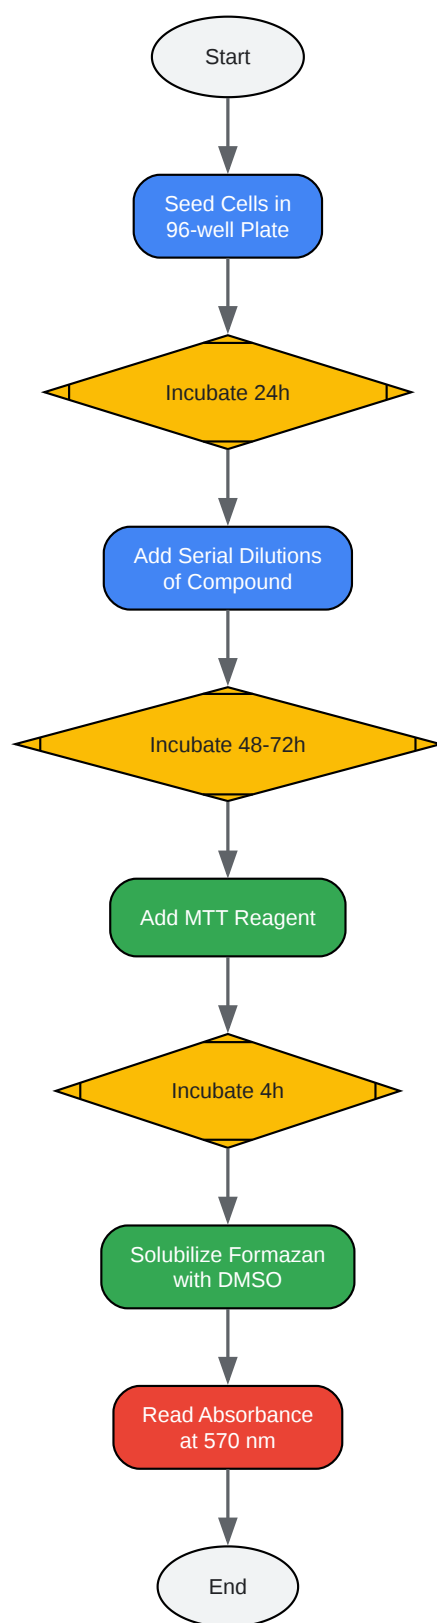 Start
Seed Cells in
96-well Plate
Incubate 24h
Add Serial Dilutions
of Compound
Incubate 48-72h
Add MTT Reagent
Incubate 4h
Solubilize Formazan
with DMSO
Read Absorbance
at 570 nm
End